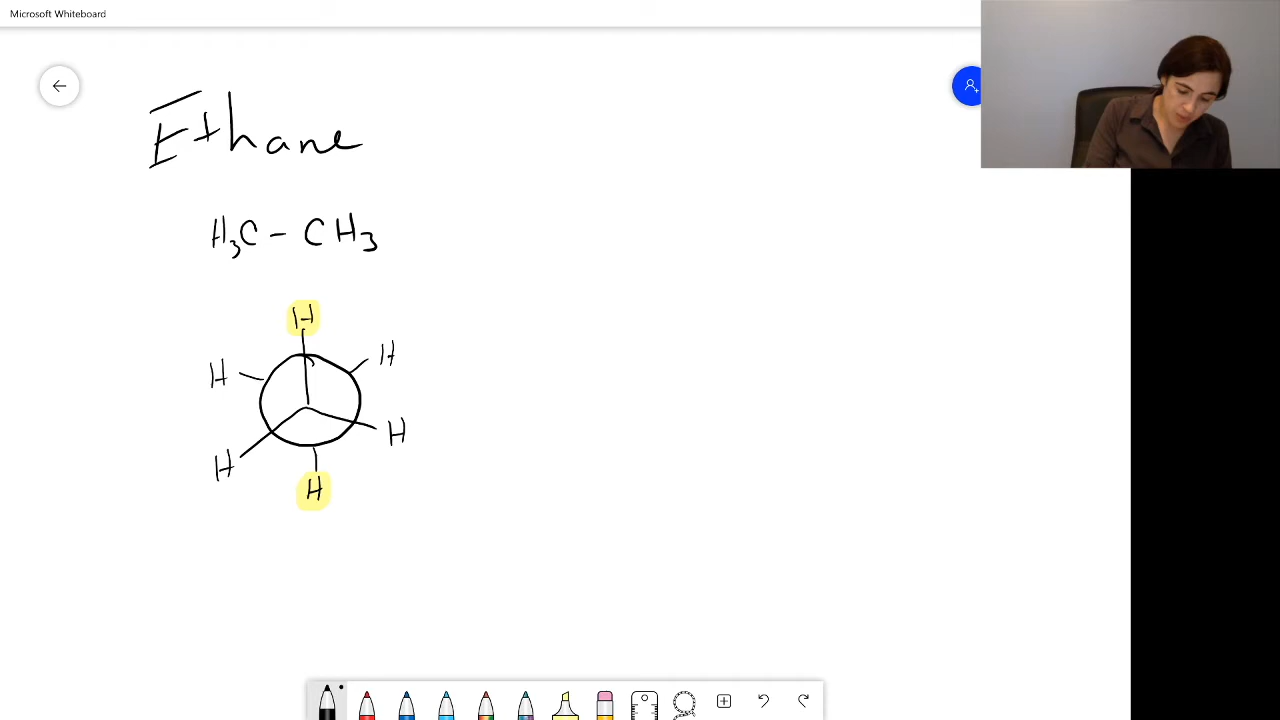 Microsoft Whiteboard
Ethane
H₃C - CH₃
H
H H
H
H
H